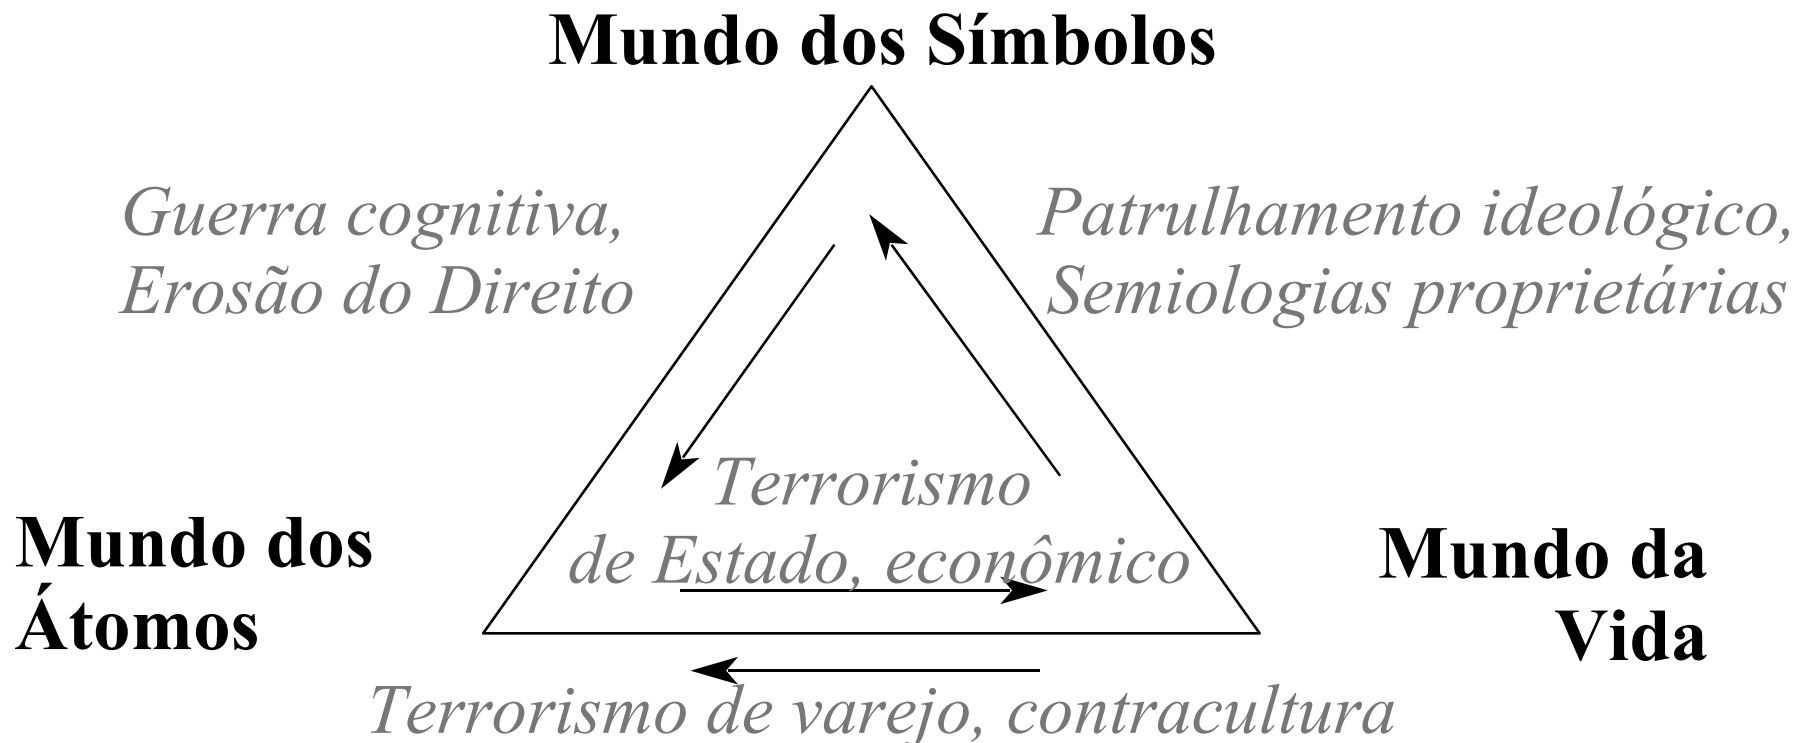 Mundo dos Símbolos
Guerra cognitiva,
Erosão do Direito
Patrulhamento ideológico,
Semiologias proprietárias
Terrorismo
de Estado, econômico
Mundo dos
Átomos
Mundo da
Vida
Terrorismo de varejo, contracultura